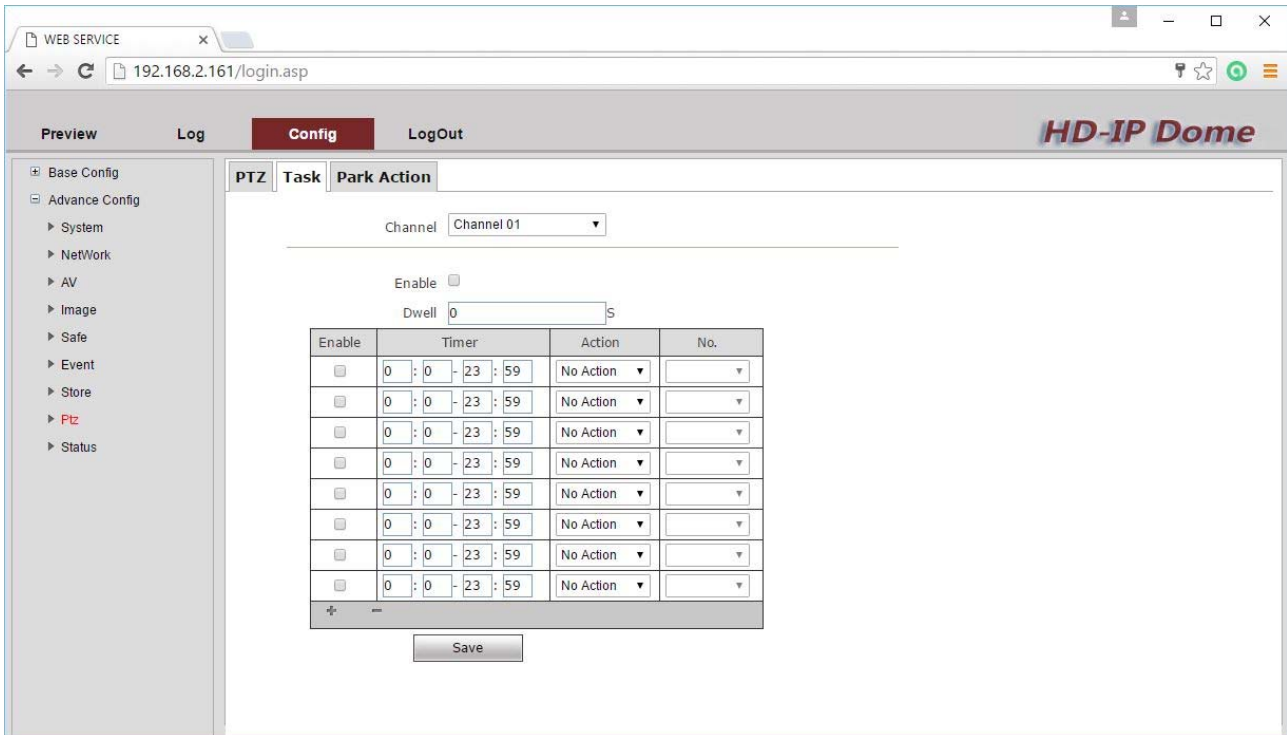 WEB SERVICE
192.168.2.161/login.asp
Preview Log Config LogOut HD-IP Dome
Base Config
Advance Config
System
NetWork
AV
Image
Safe
Event
Store
Ptz
Status
PTZ Task Park Action
Channel Channel 01
Enable
Dwell 0 S
Enable Timer Action No.
0 : 0 - 23 : 59 No Action
0 : 0 - 23 : 59 No Action
0 : 0 - 23 : 59 No Action
0 : 0 - 23 : 59 No Action
0 : 0 - 23 : 59 No Action
0 : 0 - 23 : 59 No Action
0 : 0 - 23 : 59 No Action
0 : 0 - 23 : 59 No Action
Save